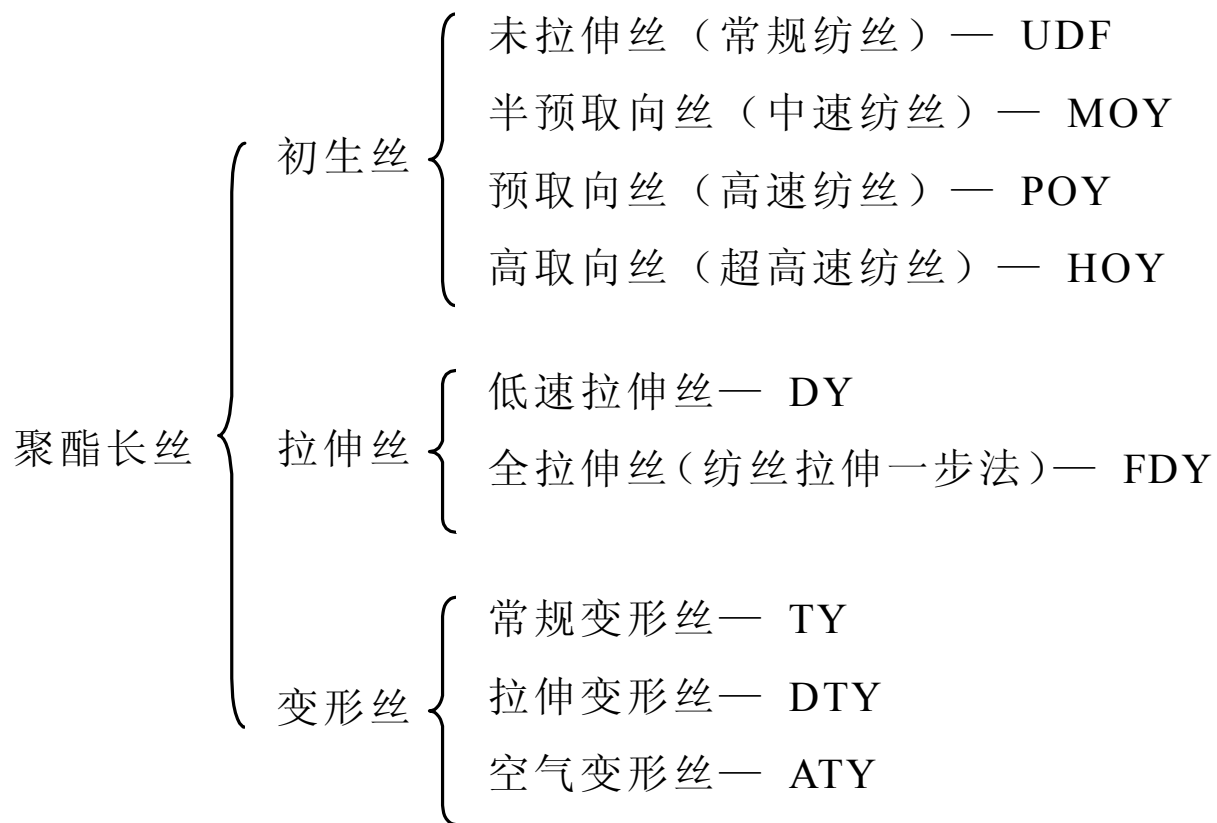 聚酯长丝
初生丝
未拉伸丝（常规纺丝）— UDF
半预取向丝（中速纺丝）— MOY
预取向丝（高速纺丝）— POY
高取向丝（超高速纺丝）— HOY
拉伸丝
低速拉伸丝— DY
全拉伸丝（纺丝拉伸一步法）— FDY
变形丝
常规变形丝— TY
拉伸变形丝— DTY
空气变形丝— ATY